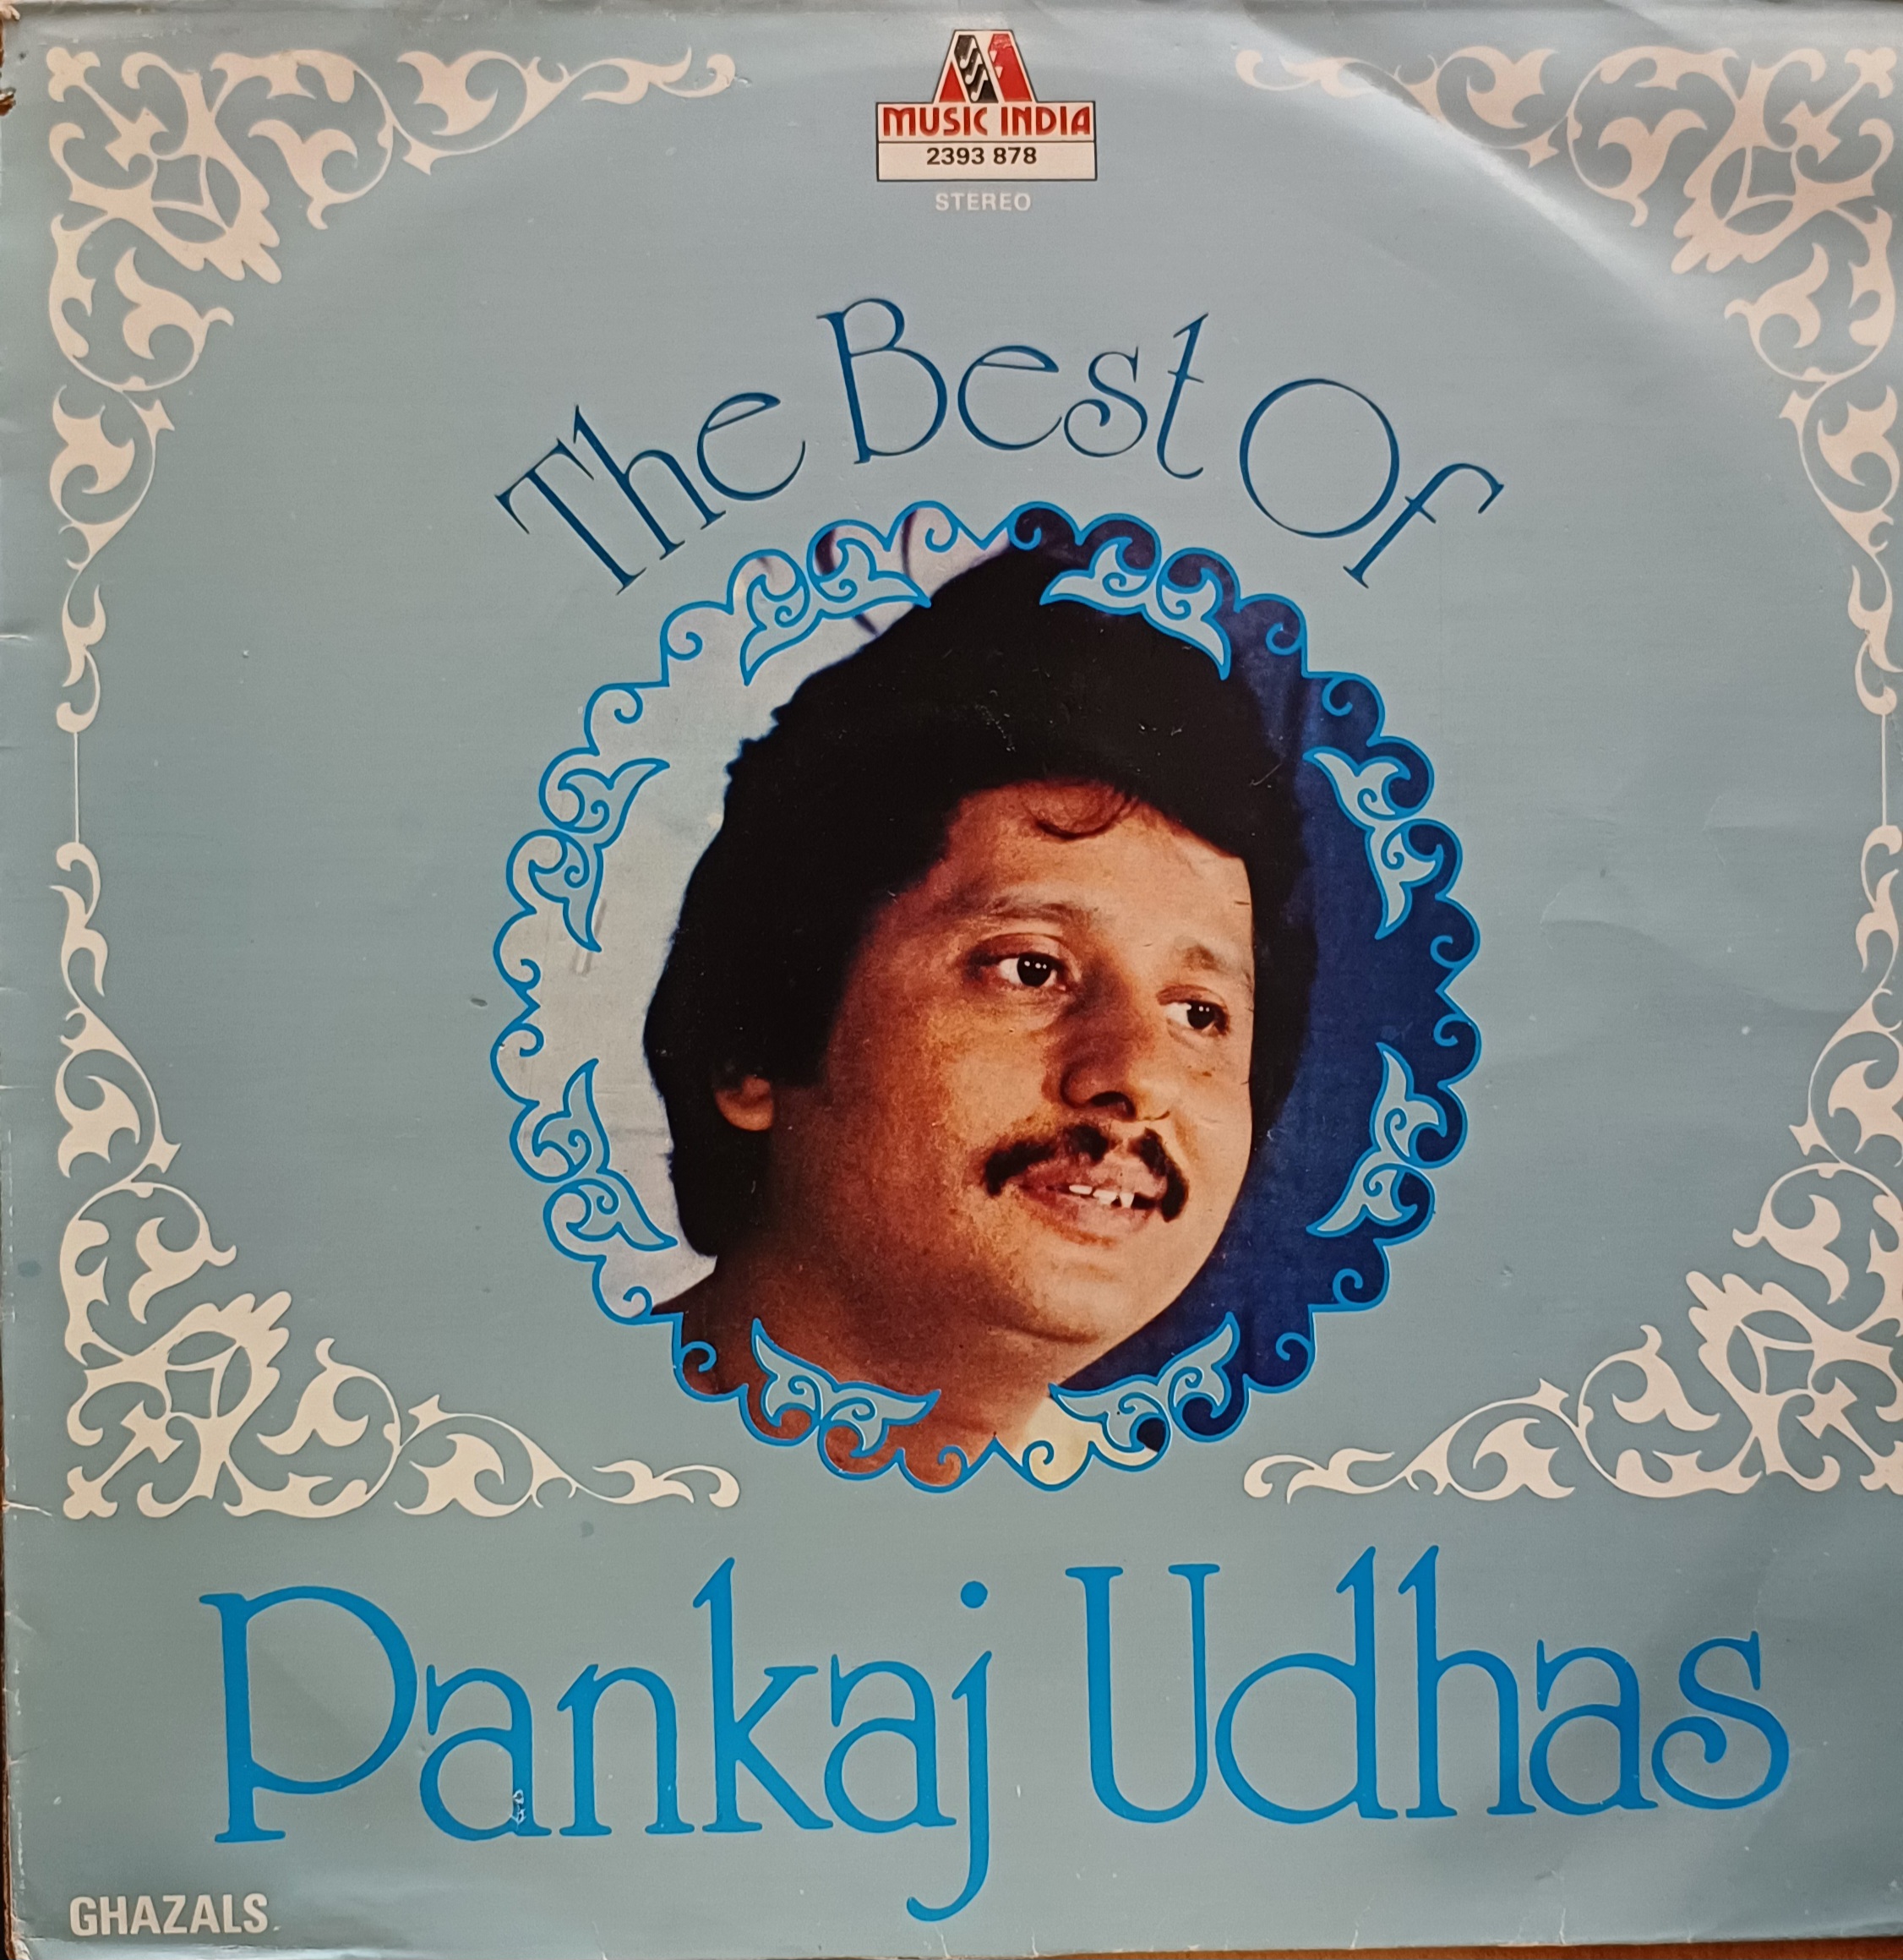 MUSIC INDIA
2393 878
STEREO
The Best Of
Pankaj Udhas
GHAZALS